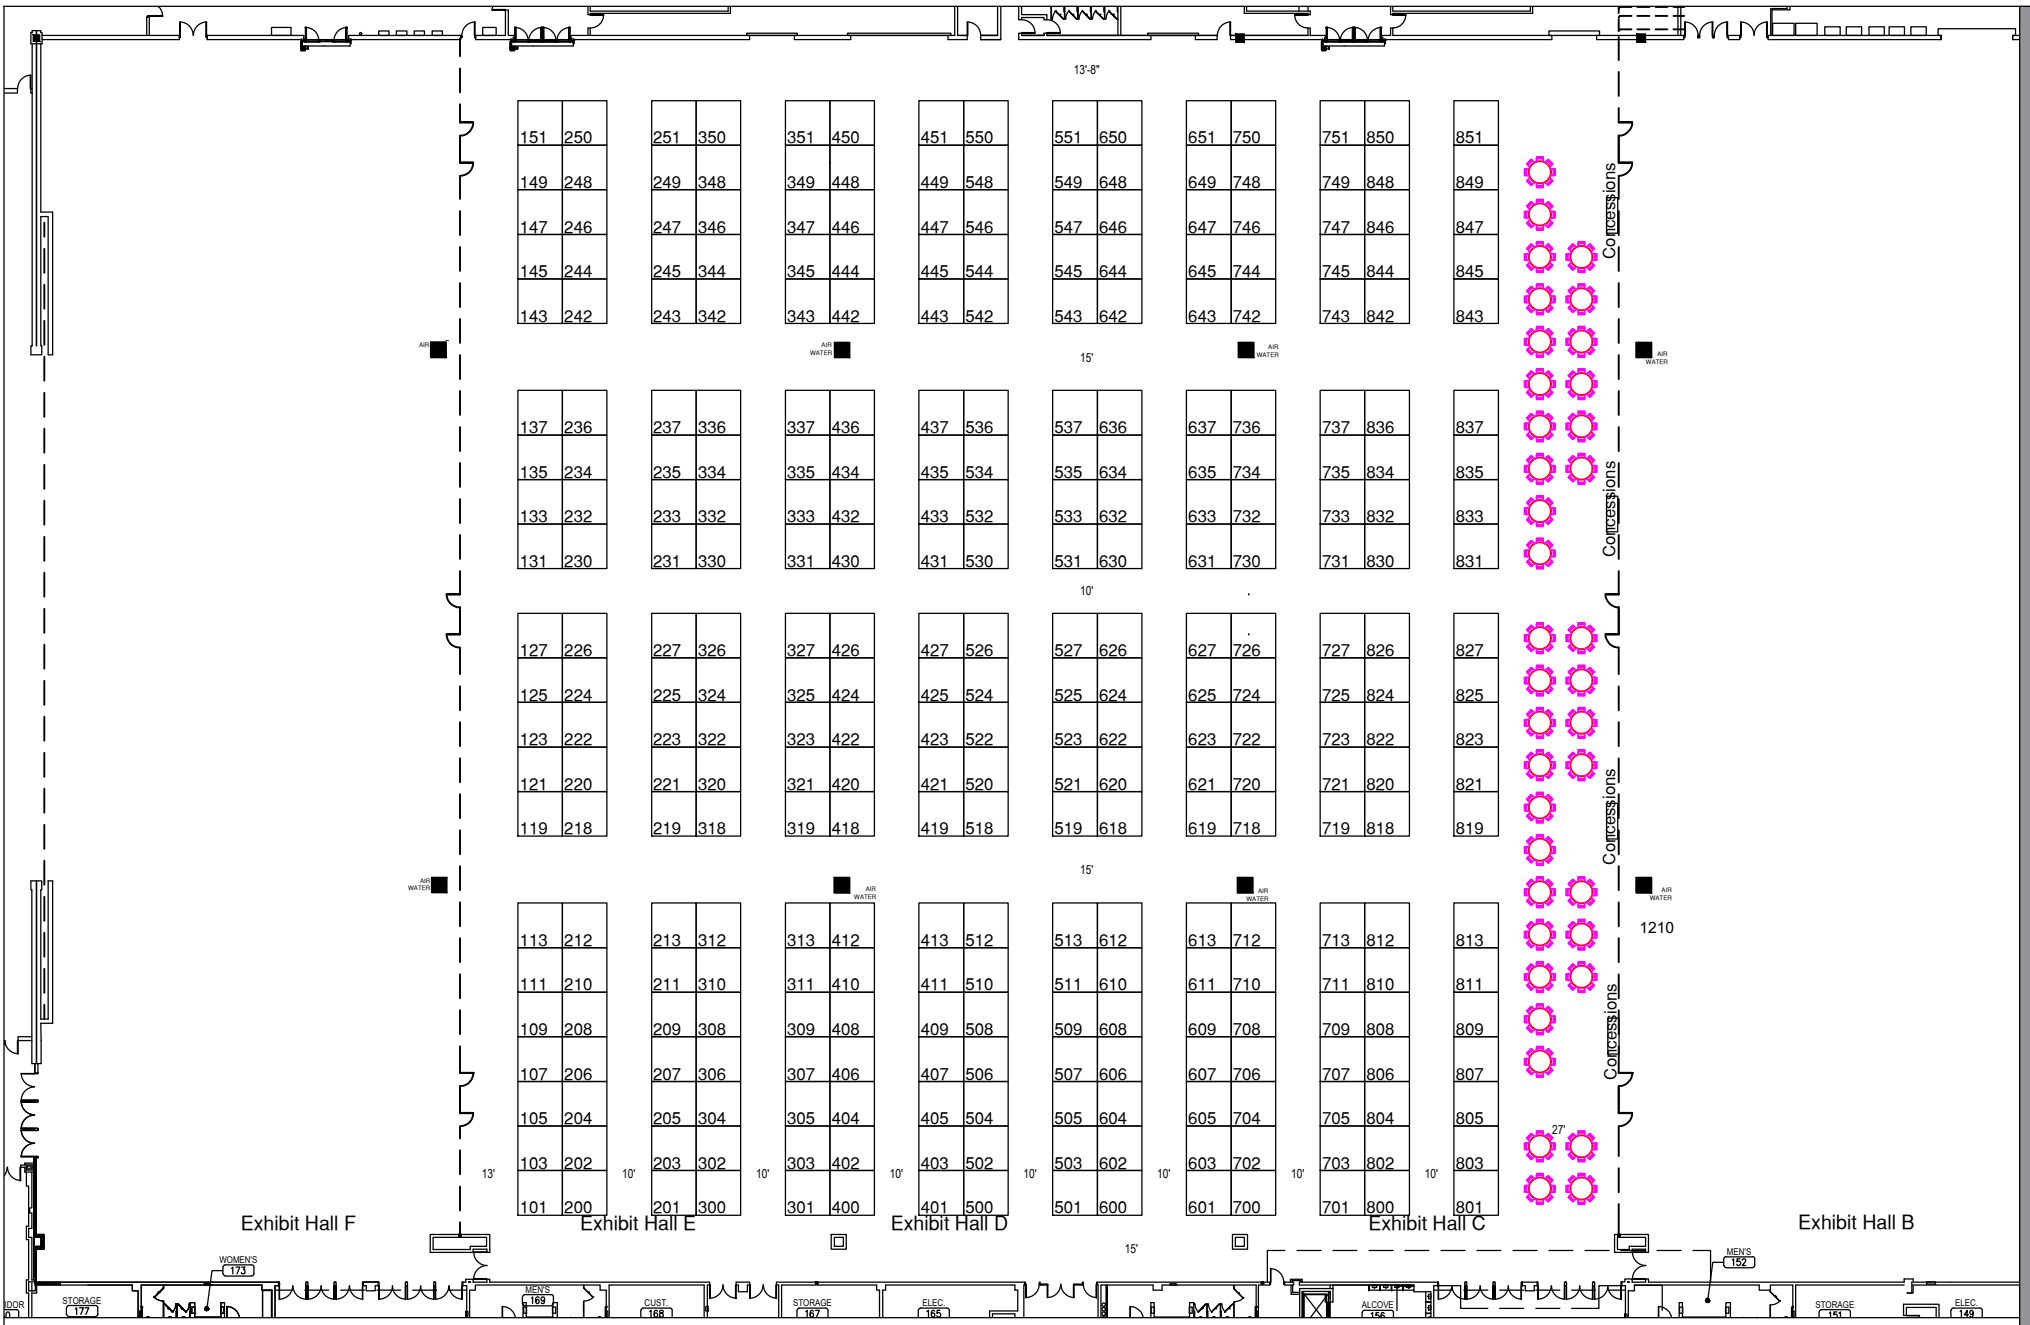 13'-8"
151 250 251 350 351 450 451 550 551 650 651 750 751 850 851
149 248 249 348 349 448 449 548 549 648 649 748 749 848 849
147 246 247 346 347 446 447 546 547 646 647 746 747 846 847
145 244 245 344 345 444 445 544 545 644 645 744 745 844 845
143 242 243 342 343 442 443 542 543 642 643 742 743 842 843
Concessions
AIR
AIR
WATER
15'
AIR
WATER
AIR
WATER
137 236 237 336 337 436 437 536 537 636 637 736 737 836 837
135 234 235 334 335 434 435 534 535 634 635 734 735 834 835
133 232 233 332 333 432 433 532 533 632 633 732 733 832 833
131 230 231 330 331 430 431 530 531 630 631 730 731 830 831
Concessions
10'
127 226 227 326 327 426 427 526 527 626 627 726 727 826 827
125 224 225 324 325 424 425 524 525 624 625 724 725 824 825
123 222 223 322 323 422 423 522 523 622 623 722 723 822 823
121 220 221 320 321 420 421 520 521 620 621 720 721 820 821
119 218 219 318 319 418 419 518 519 618 619 718 719 818 819
Concessions
15'
AIR
WATER
AIR
WATER
AIR
WATER
AIR
WATER
1210
113 212 213 312 313 412 413 512 513 612 613 712 713 812 813
111 210 211 310 311 410 411 510 511 610 611 710 711 810 811
109 208 209 308 309 408 409 508 509 608 609 708 709 808 809
107 206 207 306 307 406 407 506 507 606 607 706 707 806 807
105 204 205 304 305 404 405 504 505 604 605 704 705 804 805
103 202 203 302 303 402 403 502 503 602 603 702 703 802 803
101 200 201 300 301 400 401 500 501 600 601 700 701 800 801
Concessions
27'
13' 10' 10' 10' 10' 10' 10' 10'
Exhibit Hall F
Exhibit Hall E
Exhibit Hall D
Exhibit Hall C
Exhibit Hall B
15'
WOMEN'S
173
MEN'S
152
IDOR
STORAGE
177
MEN'S
169
CUST.
168
STORAGE
167
ELEC.
165
ALCOVE
156
STORAGE
151
ELEC.
149